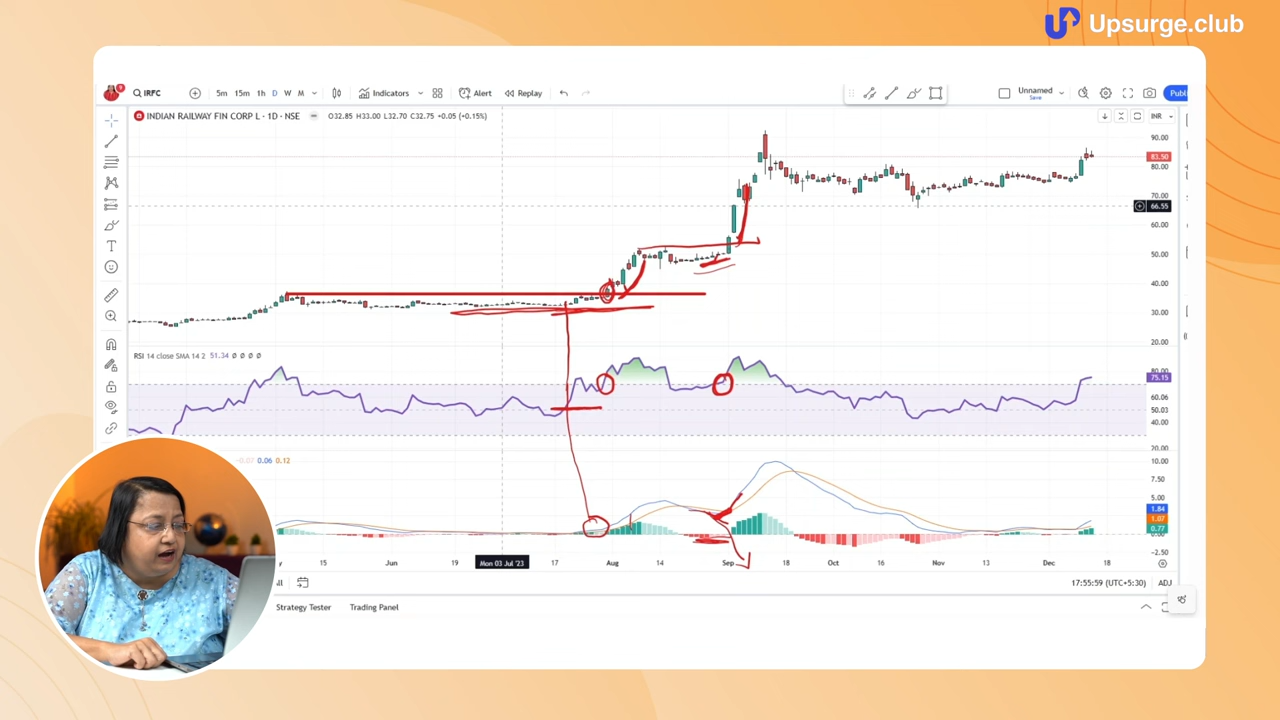 Upsurge.club
IRFC
5m 15m 1h D W M
Indicators
Alert
Replay
Unnamed
Save
Publ
INDIAN RAILWAY FIN CORP L · 1D · NSE
O32.85 H33.00 L32.70 C32.75 +0.05 (+0.15%)
INR
90.00
83.50
80.00
70.00
66.55
60.00
50.00
40.00
30.00
20.00
RSI 14 close SMA 14 2 51.34 Ø Ø Ø Ø
80.00
75.15
60.06
50.03
40.00
20.00
-0.07 0.06 0.12
10.00
7.50
5.00
1.84
1.07
0.77
0.00
-2.50
15 Jun 19 Mon 03 Jul '23 17 Aug 14 Sep 18 Oct 16 Nov 13 Dec 18
17:55:59 (UTC+5:30) ADJ
Strategy Tester
Trading Panel